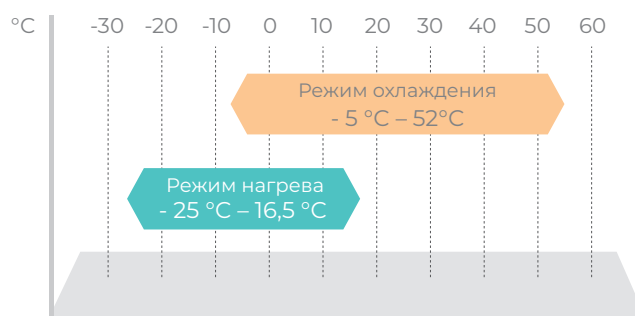 °C -30 -20 -10 0 10 20 30 40 50 60
Режим охлаждения
- 5 °C – 52°C
Режим нагрева
- 25 °C – 16,5 °C